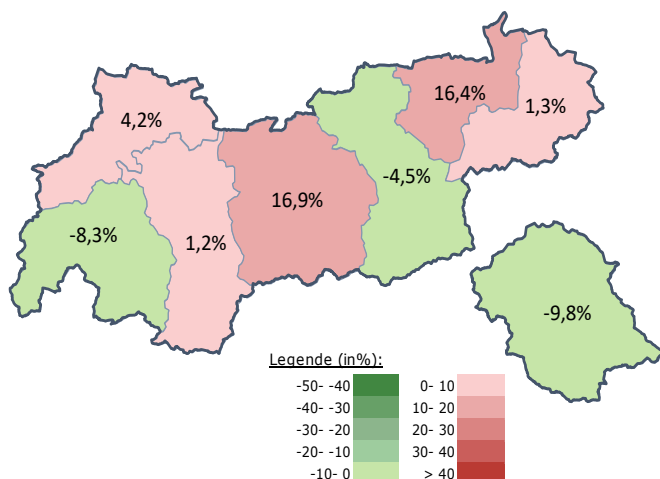 16,4%
1,3%
4,2%
-4,5%
16,9%
-8,3%
1,2%
-9,8%
Legende (in%):
-50- -40 0- 10
-40- -30 10- 20
-30- -20 20- 30
-20- -10 30- 40
-10- 0 > 40